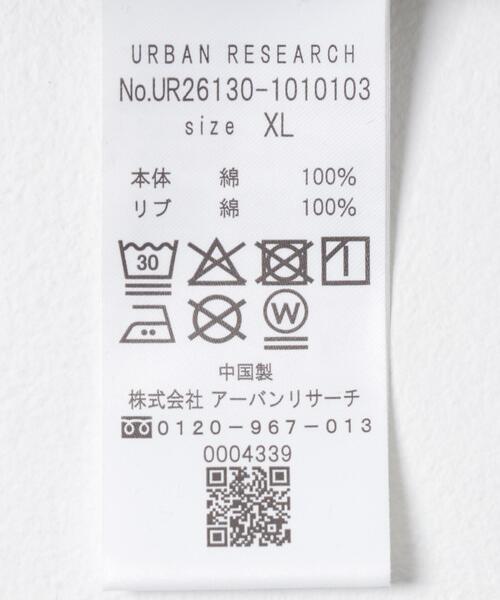 URBAN RESEARCH
No.UR26130-1010103
size XL
本体 綿 100%
リブ 綿 100%
30
W
中国製
株式会社 アーバンリサーチ
0120-967-013
0004339